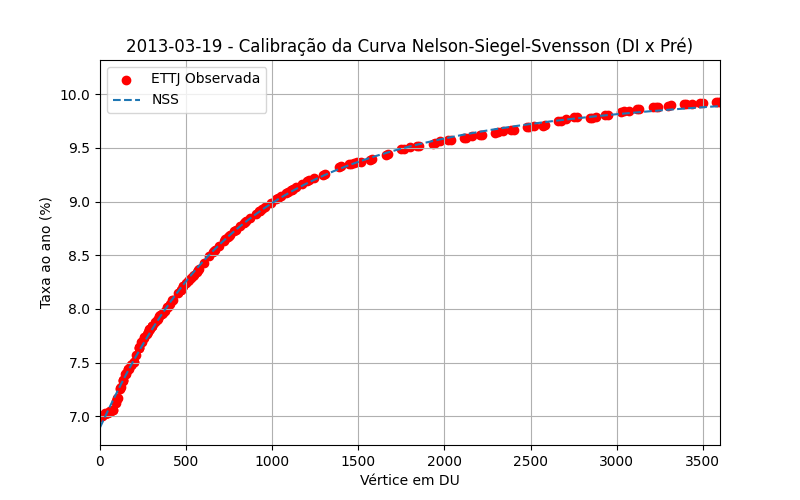 2013-03-19 - Calibração da Curva Nelson-Siegel-Svensson (DI x Pré)
ETTJ Observada
NSS
Taxa ao ano (%)
10.0
9.5
9.0
8.5
8.0
7.5
7.0
0 500 1000 1500 2000 2500 3000 3500
Vértice em DU